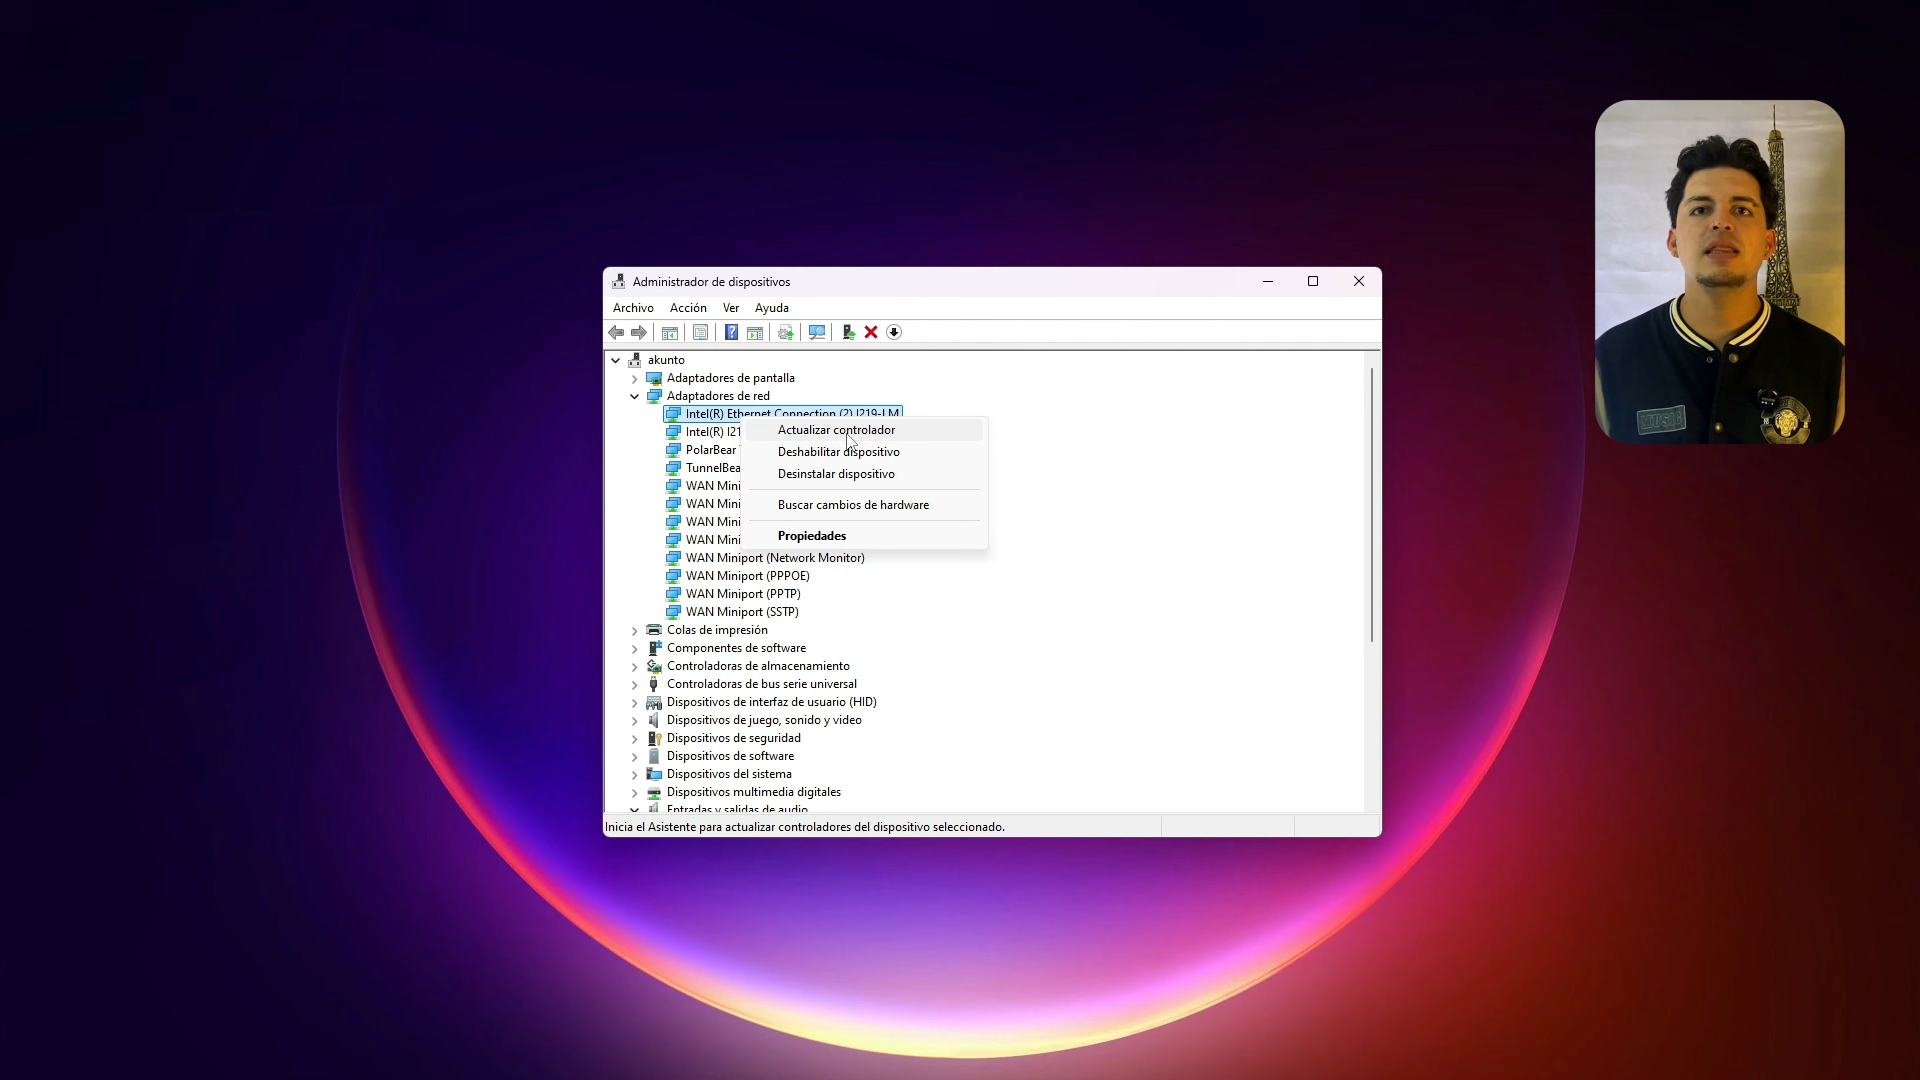 Administrador de dispositivos
Archivo Acción Ver Ayuda
akunto
Adaptadores de pantalla
Adaptadores de red
Intel(R) Ethernet Connection (2) I219-LM
Intel(R) I21
PolarBear
TunnelBea
WAN Mini
WAN Mini
WAN Mini
WAN Mini
WAN Miniport (Network Monitor)
WAN Miniport (PPPOE)
WAN Miniport (PPTP)
WAN Miniport (SSTP)
Colas de impresión
Componentes de software
Controladoras de almacenamiento
Controladoras de bus serie universal
Dispositivos de interfaz de usuario (HID)
Dispositivos de juego, sonido y video
Dispositivos de seguridad
Dispositivos de software
Dispositivos del sistema
Dispositivos multimedia digitales
Entradas y salidas de audio
Actualizar controlador
Deshabilitar dispositivo
Desinstalar dispositivo
Buscar cambios de hardware
Propiedades
Inicia el Asistente para actualizar controladores del dispositivo seleccionado.
MUSIC